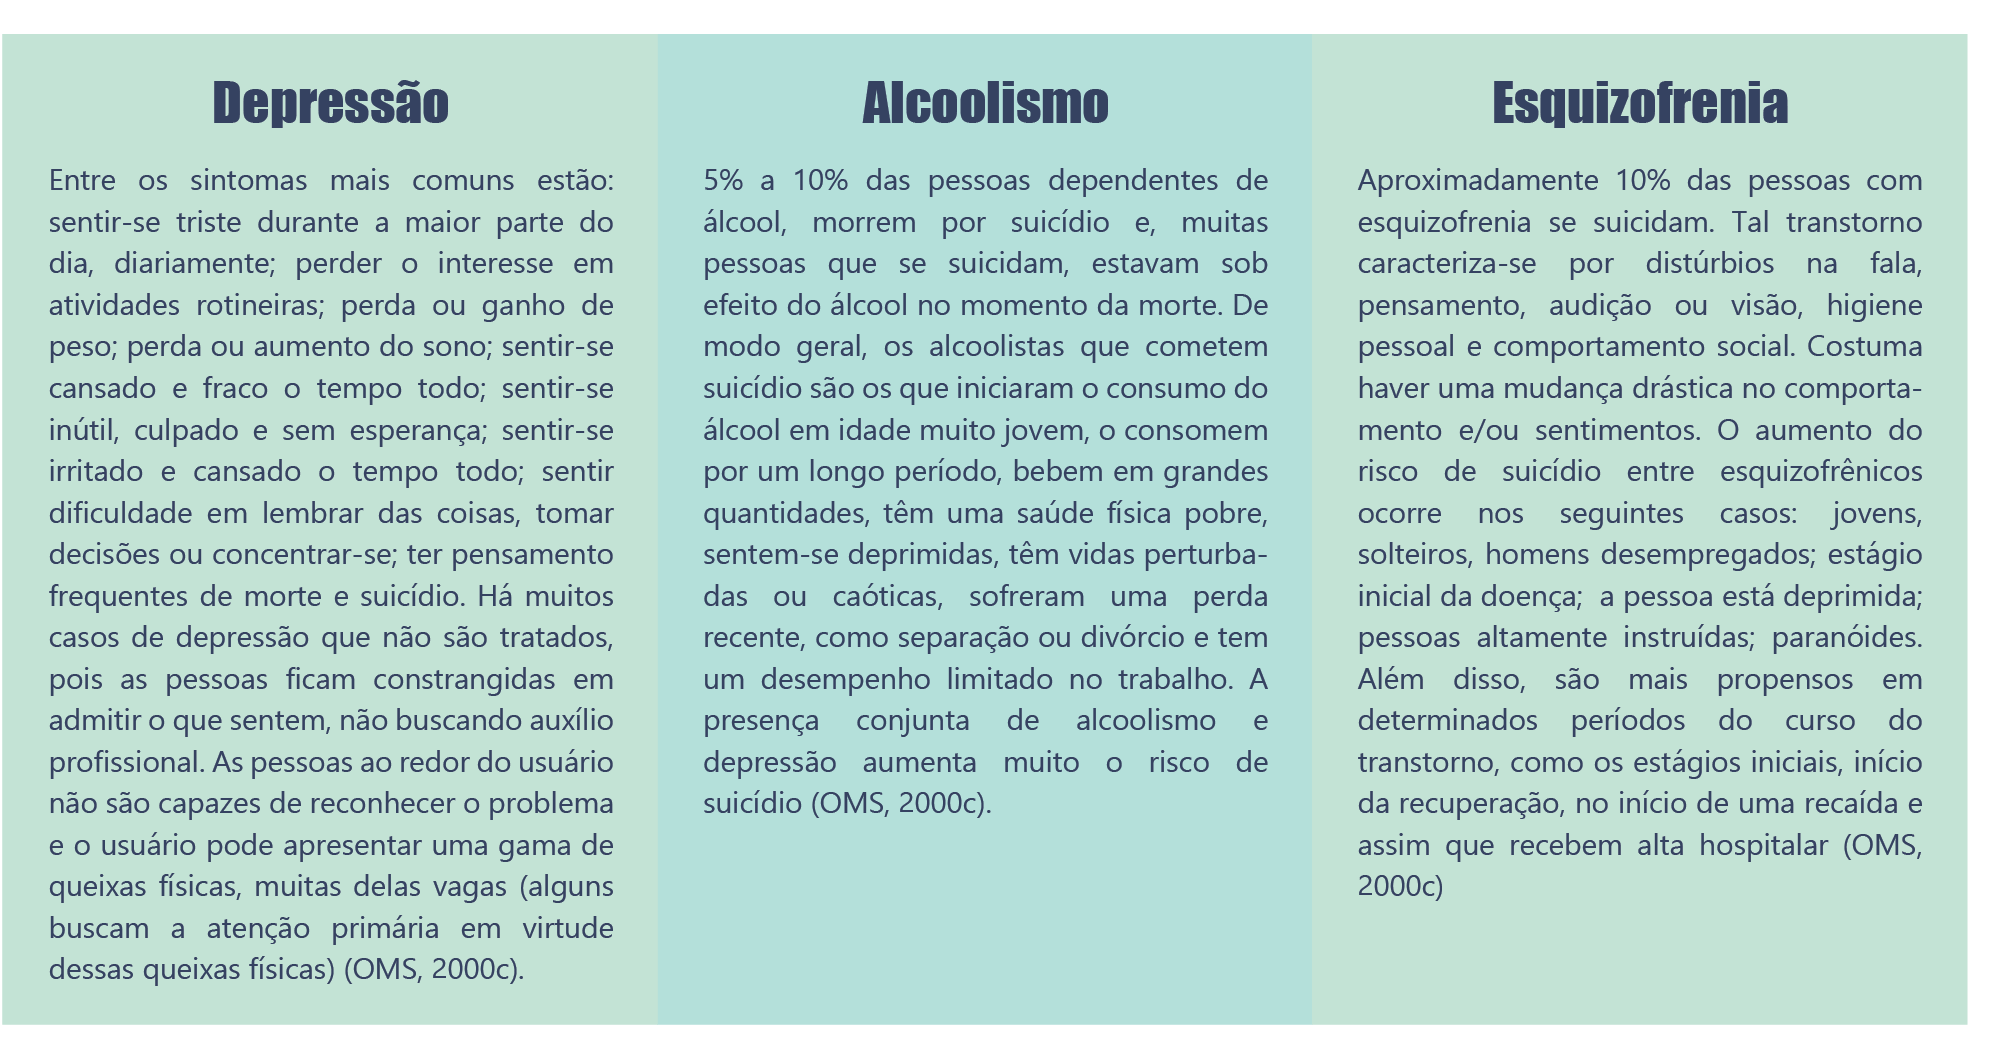 Depressão
Entre os sintomas mais comuns estão:
sentir-se triste durante a maior parte do
dia, diariamente; perder o interesse em
atividades rotineiras; perda ou ganho de
peso; perda ou aumento do sono; sentir-se
cansado e fraco o tempo todo; sentir-se
inútil, culpado e sem esperança; sentir-se
irritado e cansado o tempo todo; sentir
dificuldade em lembrar das coisas, tomar
decisões ou concentrar-se; ter pensamento
frequentes de morte e suicídio. Há muitos
casos de depressão que não são tratados,
pois as pessoas ficam constrangidas em
admitir o que sentem, não buscando auxílio
profissional. As pessoas ao redor do usuário
não são capazes de reconhecer o problema
e o usuário pode apresentar uma gama de
queixas físicas, muitas delas vagas (alguns
buscam a atenção primária em virtude
dessas queixas físicas) (OMS, 2000c).
Alcoolismo
5% a 10% das pessoas dependentes de
álcool, morrem por suicídio e, muitas
pessoas que se suicidam, estavam sob
efeito do álcool no momento da morte. De
modo geral, os alcoolistas que cometem
suicídio são os que iniciaram o consumo do
álcool em idade muito jovem, o consomem
por um longo período, bebem em grandes
quantidades, têm uma saúde física pobre,
sentem-se deprimidas, têm vidas perturba-
das ou caóticas, sofreram uma perda
recente, como separação ou divórcio e tem
um desempenho limitado no trabalho. A
presença conjunta de alcoolismo e
depressão aumenta muito o risco de
suicídio (OMS, 2000c).
Esquizofrenia
Aproximadamente 10% das pessoas com
esquizofrenia se suicidam. Tal transtorno
caracteriza-se por distúrbios na fala,
pensamento, audição ou visão, higiene
pessoal e comportamento social. Costuma
haver uma mudança drástica no comporta-
mento e/ou sentimentos. O aumento do
risco de suicídio entre esquizofrênicos
ocorre nos seguintes casos: jovens,
solteiros, homens desempregados; estágio
inicial da doença; a pessoa está deprimida;
pessoas altamente instruídas; paranóides.
Além disso, são mais propensos em
determinados períodos do curso do
transtorno, como os estágios iniciais, início
da recuperação, no início de uma recaída e
assim que recebem alta hospitalar (OMS,
2000c)